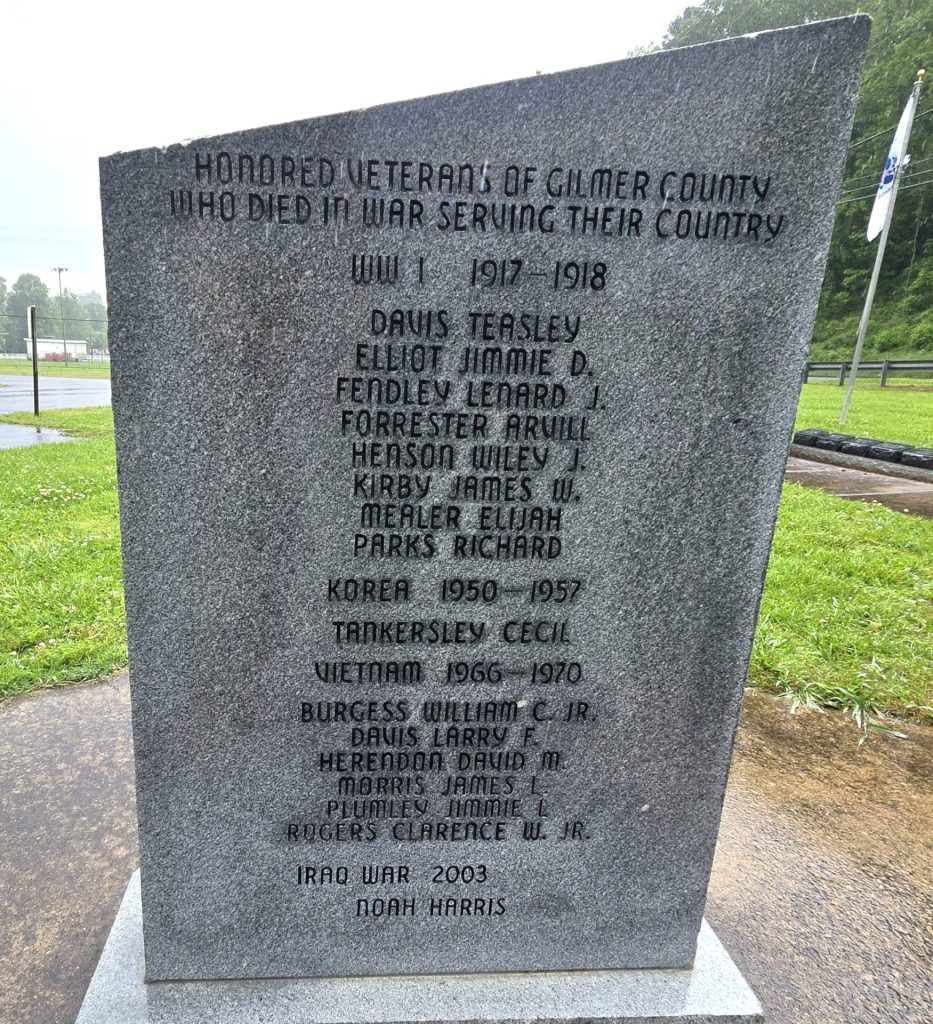 HONORED VETERANS OF GILMER COUNTY
WHO DIED IN WAR SERVING THEIR COUNTRY
WW I 1917-1918
DAVIS TEASLEY
ELLIOT JIMMIE D.
FENDLEY LENARD J.
FORRESTER ARVILL
HENSON WILEY J.
KIRBY JAMES W.
MEALER ELIJAH
PARKS RICHARD
KOREA 1950-1957
TANKERSLEY CECIL
VIETNAM 1966-1970
BURGESS WILLIAM C. JR.
DAVIS LARRY F.
HERENDON DAVID M.
MORRIS JAMES L.
PLUMLEY JIMMIE L
ROGERS CLARENCE W. JR.
IRAQ WAR 2003
NOAH HARRIS